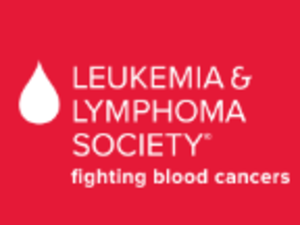 LEUKEMIA &
LYMPHOMA
SOCIETY®
fighting blood cancers